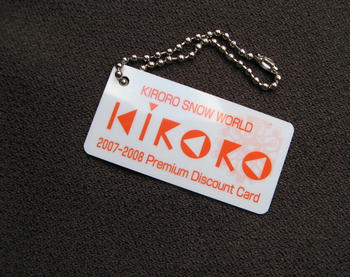 KIRORO SNOW WORLD
KIRORO
2007-2008 Premium Discount Card